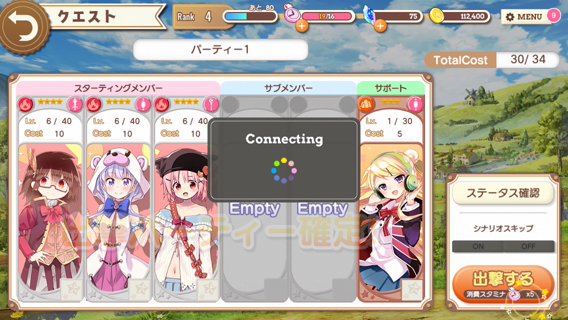 クエスト
Rank 4
あと 80
19/16
75
112,400
MENU
9
パーティー1
TotalCost 30/ 34
スターティングメンバー
サブメンバー
サポート
Lv. 6 / 40
Cost 10
Lv. 6 / 40
Cost 10
Lv. 6 / 40
Cost 10
Lv. 1 / 30
Cost 5
Connecting
Empty
Empty
ティー確定
ステータス確認
シナリオスキップ
ON
OFF
出撃する
消費スタミナ
x5